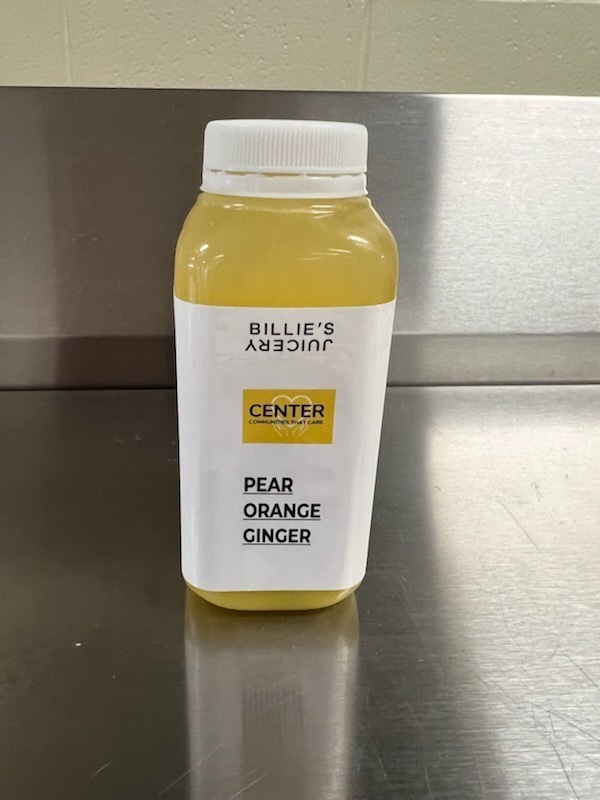 BILLIE'S
JUICERY
CENTER
COMMUNITIES THAT CARE
PEAR
ORANGE
GINGER